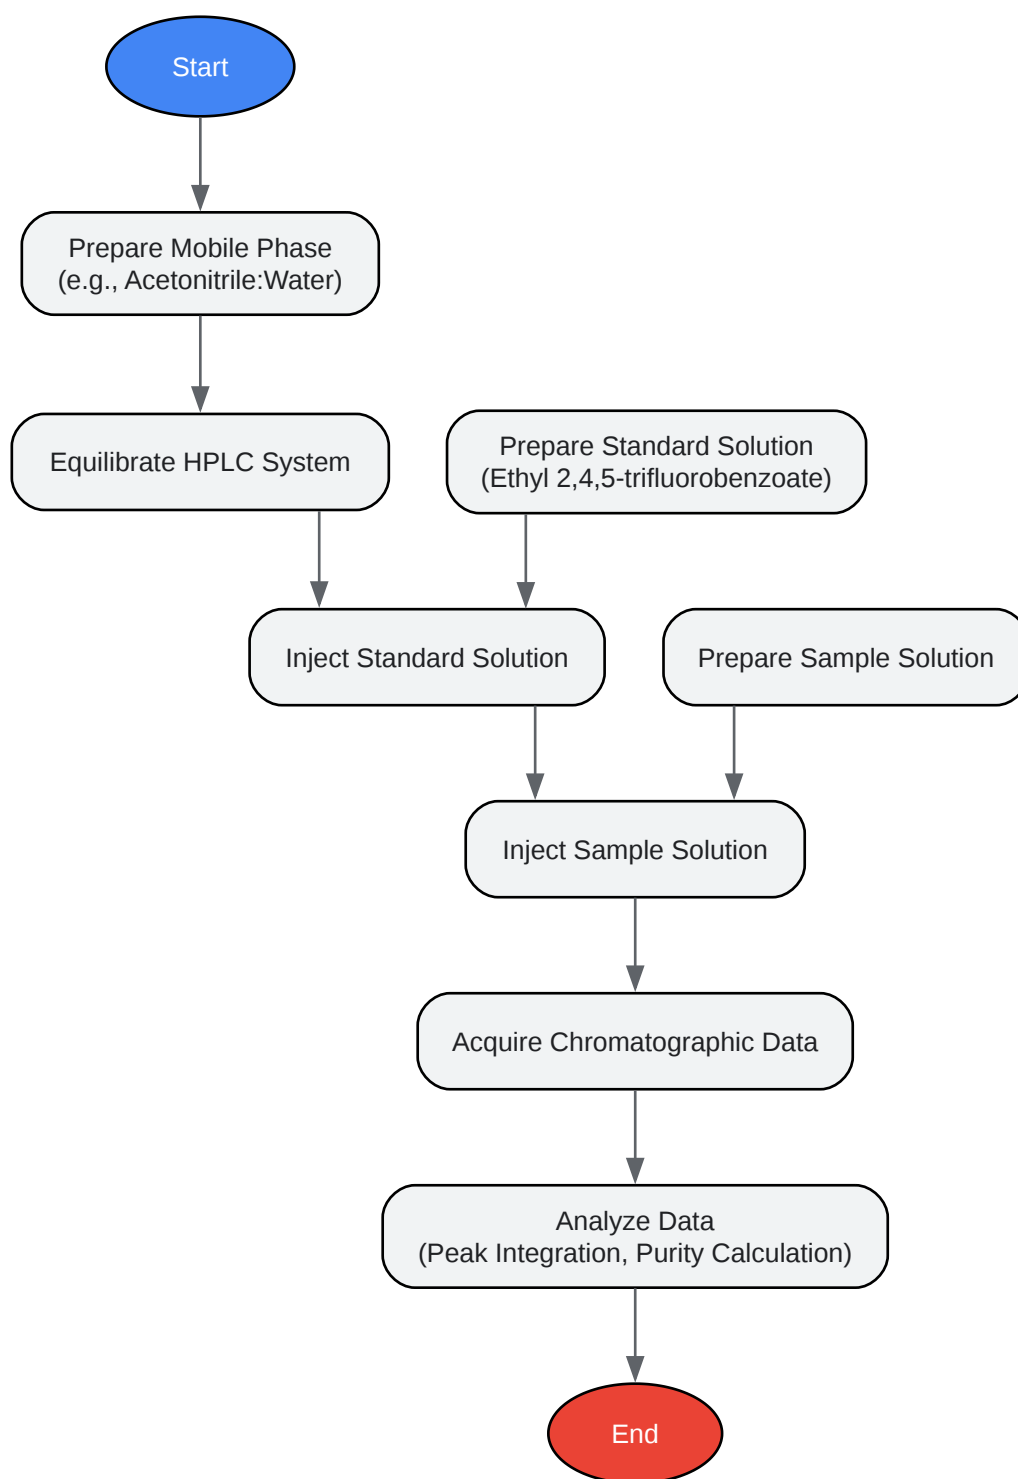 Start
Prepare Mobile Phase
(e.g., Acetonitrile:Water)
Equilibrate HPLC System
Prepare Standard Solution
(Ethyl 2,4,5-trifluorobenzoate)
Inject Standard Solution
Prepare Sample Solution
Inject Sample Solution
Acquire Chromatographic Data
Analyze Data
(Peak Integration, Purity Calculation)
End